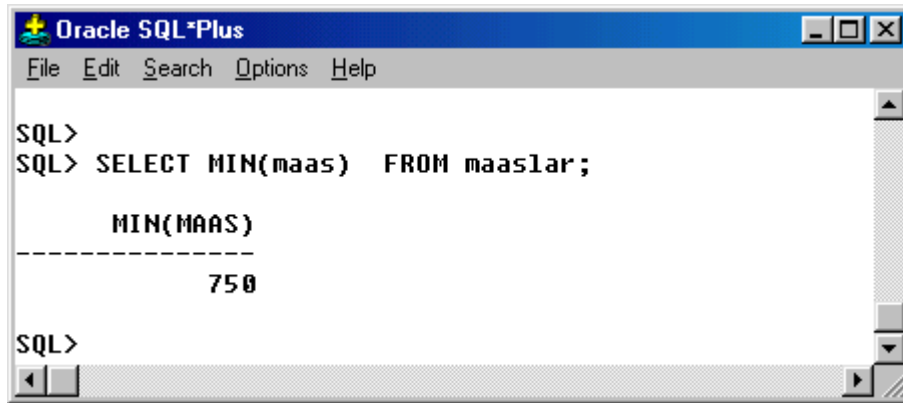 Oracle SQL*Plus
File Edit Search Options Help
SQL>
SQL> SELECT MIN(maas)  FROM maaslar;
MIN(MAAS)
---------------
750
SQL>